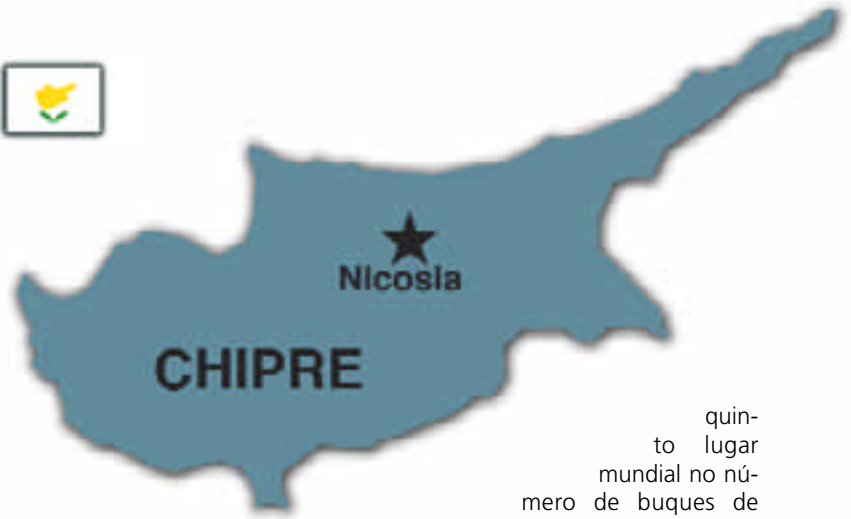 Nicosia
CHIPRE
quin-
to lugar
mundial no nú-
mero de buques de